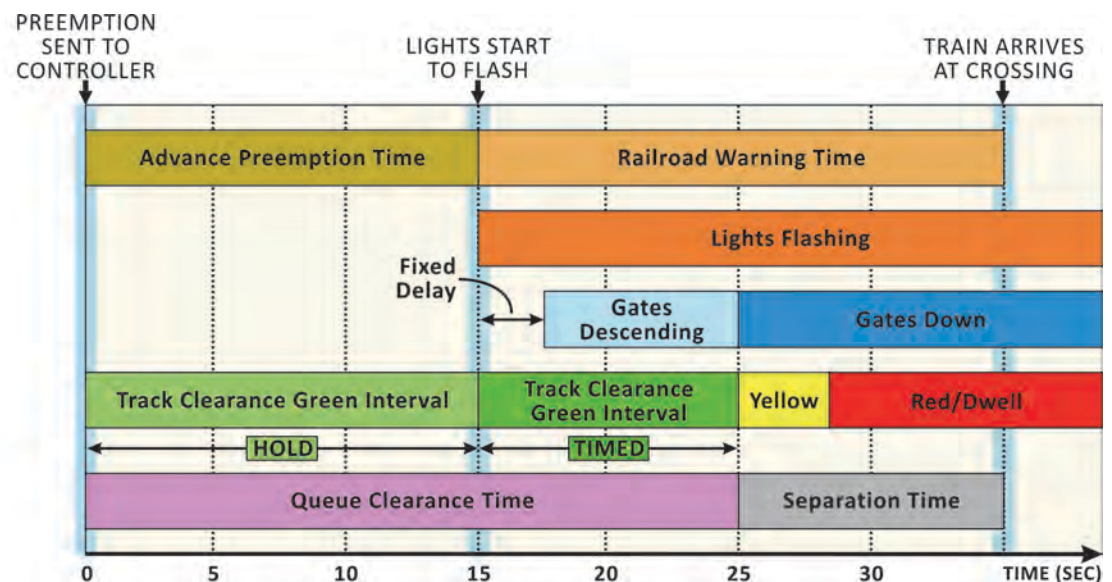 PREEMPTION
SENT TO
CONTROLLER
LIGHTS START
TO FLASH
TRAIN ARRIVES
AT CROSSING
Advance Preemption Time
Railroad Warning Time
Lights Flashing
Fixed
Delay
Gates
Descending
Gates Down
Track Clearance Green Interval
Track Clearance
Green Interval
Yellow
Red/Dwell
HOLD
TIMED
Queue Clearance Time
Separation Time
0 5 10 15 20 25 30 TIME (SEC)